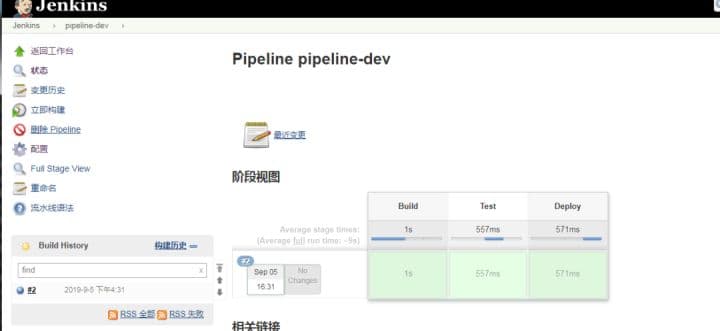 Jenkins
Jenkins › pipeline-dev ›
返回工作台
状态
变更历史
立即构建
删除 Pipeline
配置
Full Stage View
重命名
流水线语法
Build History 构建历史
find x
#2 2019-9-5 下午4:31
RSS 全部 RSS 失败
Pipeline pipeline-dev
最近变更
阶段视图
Build Test Deploy
Average stage times: 1s 557ms 571ms
(Average full run time: ~9s)
#2
Sep 05 No
16:31 Changes
1s 557ms 571ms
相关链接